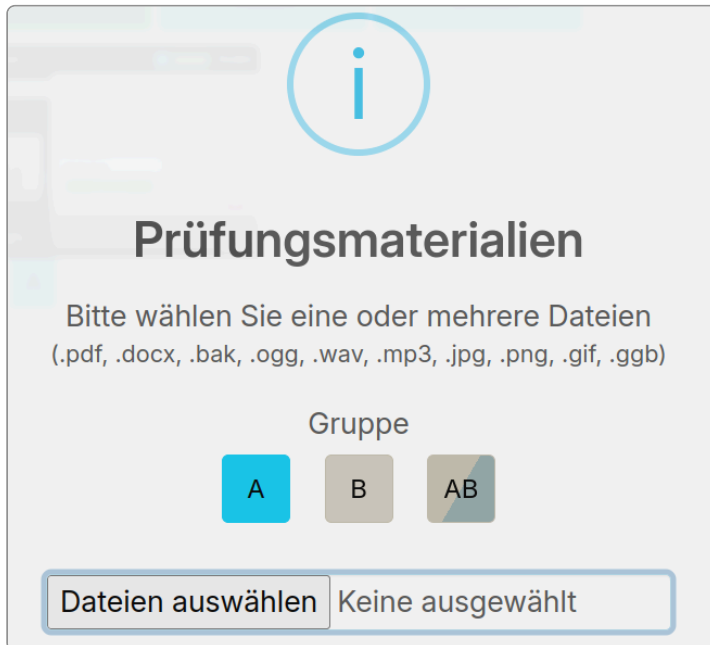 i
Prüfungsmaterialien
Bitte wählen Sie eine oder mehrere Dateien
(.pdf, .docx, .bak, .ogg, .wav, .mp3, .jpg, .png, .gif, .ggb)
Gruppe
A B AB
Dateien auswählen Keine ausgewählt